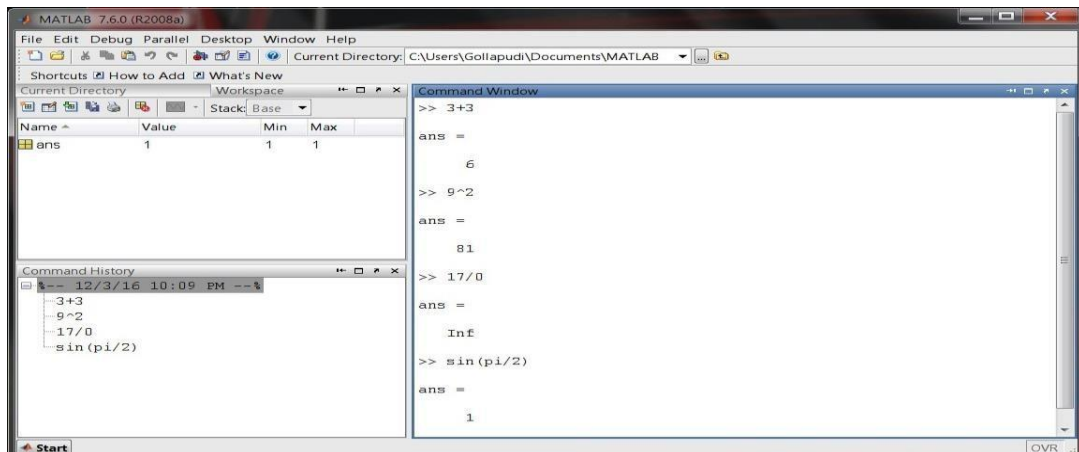 MATLAB 7.6.0 (R2008a)
File Edit Debug Parallel Desktop Window Help
Current Directory: C:\Users\Gollapudi\Documents\MATLAB
Shortcuts How to Add What's New
Current Directory Workspace
Stack: Base
Name Value Min Max
ans 1 1 1
Command History
%-- 12/3/16 10:09 PM --%
3+3
9^2
17/0
sin(pi/2)
Command Window
>> 3+3
ans =
6
>> 9^2
ans =
81
>> 17/0
ans =
Inf
>> sin(pi/2)
ans =
1
Start
OVR